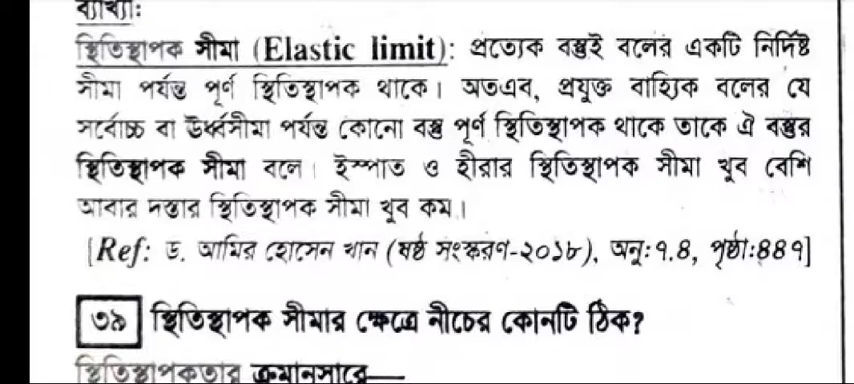 ব্যাখ্যা:
স্থিতিস্থাপক সীমা (Elastic limit): প্রত্যেক বস্তুই বলের একটি নির্দিষ্ট
সীমা পর্যন্ত পূর্ণ স্থিতিস্থাপক থাকে। অতএব, প্রযুক্ত বাহ্যিক বলের যে
সর্বোচ্চ বা ঊর্ধ্বসীমা পর্যন্ত কোনো বস্তু পূর্ণ স্থিতিস্থাপক থাকে তাকে ঐ বস্তুর
স্থিতিস্থাপক সীমা বলে। ইস্পাত ও হীরার স্থিতিস্থাপক সীমা খুব বেশি
আবার দস্তার স্থিতিস্থাপক সীমা খুব কম।
[Ref: ড. আমির হোসেন খান (ষষ্ঠ সংস্করণ-২০১৮), অনু: ৭.৪, পৃষ্ঠা:৪৪৭]
৩৯ স্থিতিস্থাপক সীমার ক্ষেত্রে নীচের কোনটি ঠিক?
স্থিতিস্থাপকতার ক্রমানসারে—